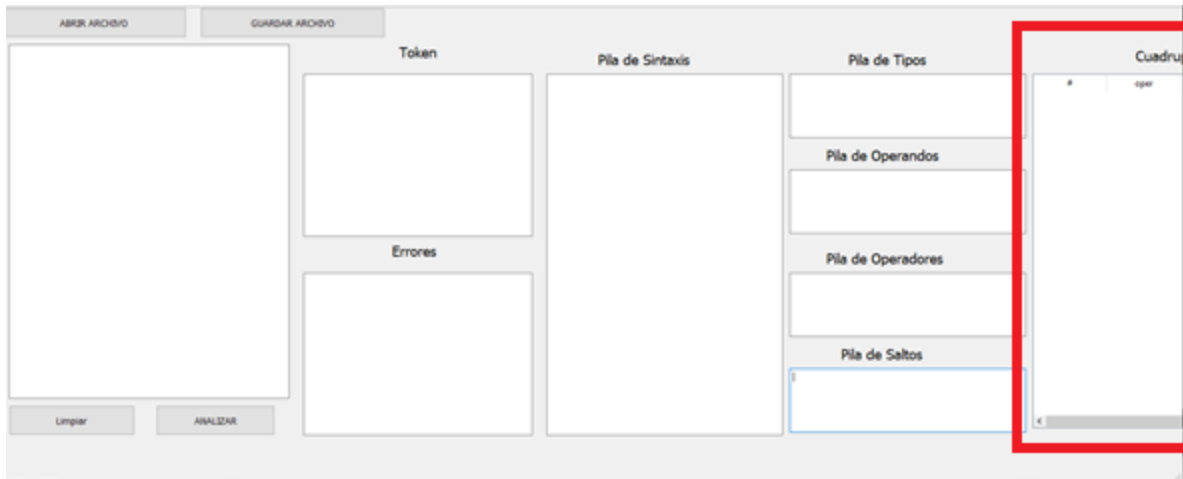 ABRIR ARCHIVO
GUARDAR ARCHIVO
Token
Pila de Sintaxis
Pila de Tipos
Cuadrup
#
oper
Pila de Operandos
Errores
Pila de Operadores
Pila de Saltos
Limpiar
ANALIZAR